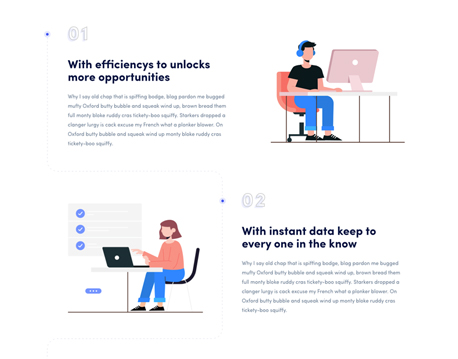 01
With efficiencys to unlocks
more opportunities
Why I say old chap that is spiffing bodge, blag pardon me bugged
mufty Oxford butty bubble and squeak wind up, brown bread them
full monty bloke ruddy cras tickety-boo squiffy. Starkers dropped a
clanger lurgy is cack excuse my French what a plonker blower. On
Oxford butty bubble and squeak wind up monty bloke ruddy cras
tickety-boo squiffy.
02
With instant data keep to
every one in the know
Why I say old chap that is spiffing bodge, blag pardon me bugged
mufty Oxford butty bubble and squeak wind up, brown bread them
full monty bloke ruddy cras tickety-boo squiffy. Starkers dropped a
clanger lurgy is cack excuse my French what a plonker blower. On
Oxford butty bubble and squeak wind up monty bloke ruddy cras
tickety-boo squiffy.